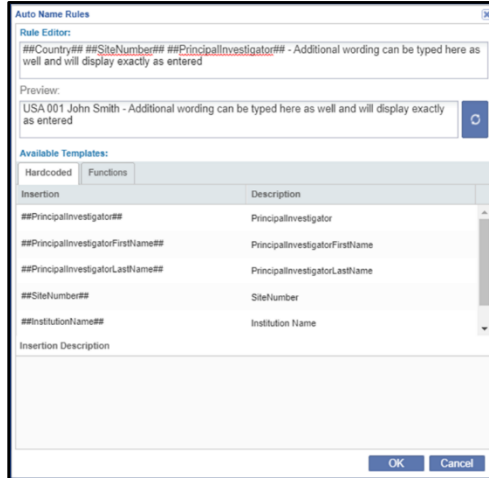 Auto Name Rules
Rule Editor:
##Country## ##SiteNumber## ##PrincipalInvestigator## - Additional wording can be typed here as
well and will display exactly as entered
Preview:
USA 001 John Smith - Additional wording can be typed here as well and will display exactly
as entered
Available Templates:
Hardcoded Functions
Insertion Description
##PrincipalInvestigator## PrincipalInvestigator
##PrincipalInvestigatorFirstName## PrincipalInvestigatorFirstName
##PrincipalInvestigatorLastName## PrincipalInvestigatorLastName
##SiteNumber## SiteNumber
##InstitutionName## Institution Name
Insertion Description
OK Cancel